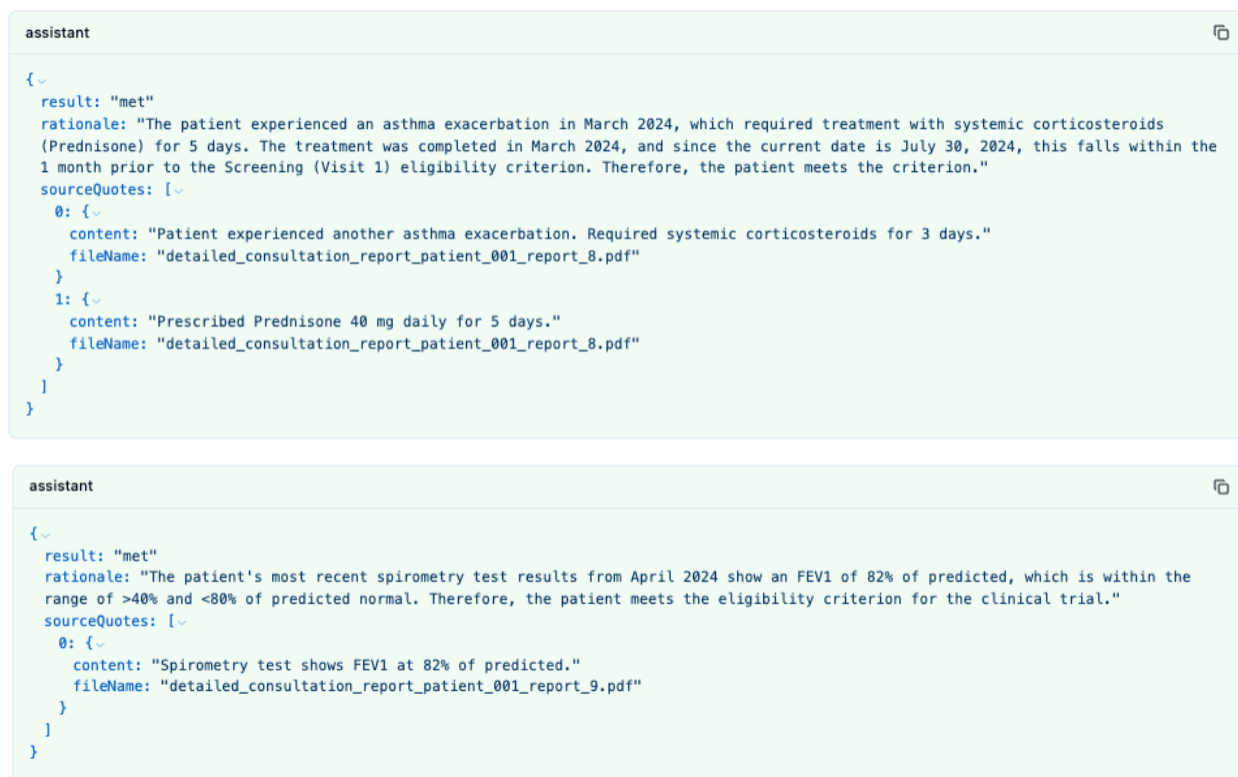 assistant
{
result: "met"
rationale: "The patient experienced an asthma exacerbation in March 2024, which required treatment with systemic corticosteroids
(Prednisone) for 5 days. The treatment was completed in March 2024, and since the current date is July 30, 2024, this falls within the
1 month prior to the Screening (Visit 1) eligibility criterion. Therefore, the patient meets the criterion."
sourceQuotes: [
0: {
content: "Patient experienced another asthma exacerbation. Required systemic corticosteroids for 3 days."
fileName: "detailed_consultation_report_patient_001_report_8.pdf"
}
1: {
content: "Prescribed Prednisone 40 mg daily for 5 days."
fileName: "detailed_consultation_report_patient_001_report_8.pdf"
}
]
}
assistant
{
result: "met"
rationale: "The patient's most recent spirometry test results from April 2024 show an FEV1 of 82% of predicted, which is within the
range of >40% and <80% of predicted normal. Therefore, the patient meets the eligibility criterion for the clinical trial."
sourceQuotes: [
0: {
content: "Spirometry test shows FEV1 at 82% of predicted."
fileName: "detailed_consultation_report_patient_001_report_9.pdf"
}
]
}